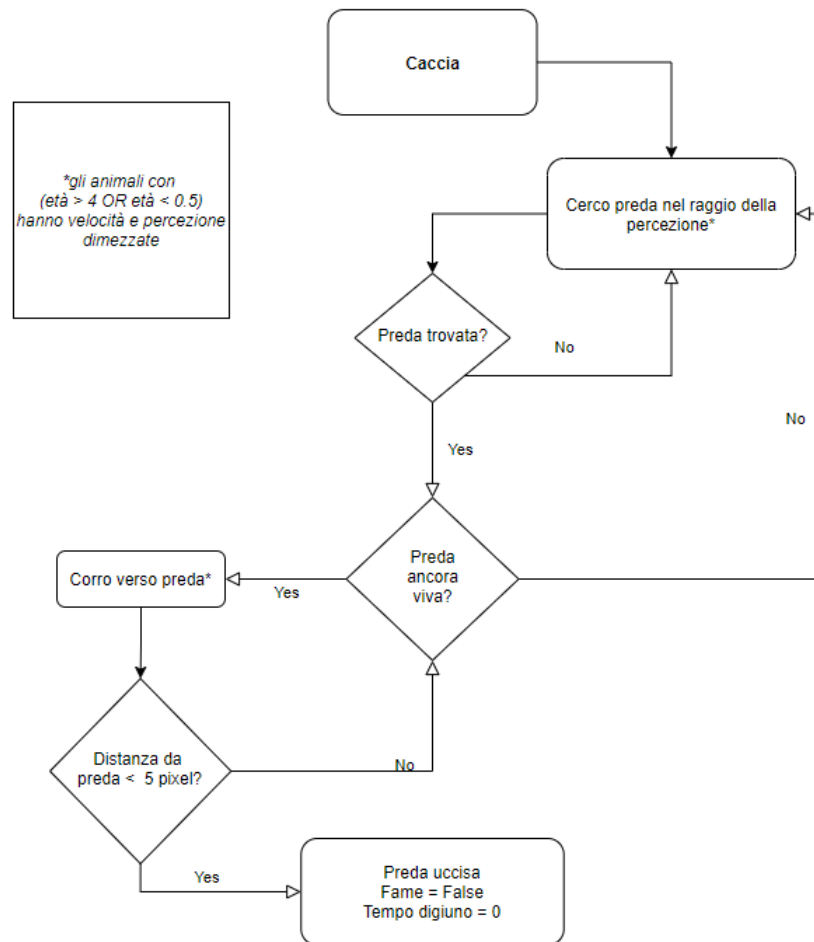 Caccia
*gli animali con
(età > 4 OR età < 0.5)
hanno velocità e percezione
dimezzate
Cerco preda nel raggio della
percezione*
Preda trovata?
No
No
Yes
Preda
ancora
viva?
Corro verso preda*
Yes
Distanza da
preda < 5 pixel?
No
Yes
Preda uccisa
Fame = False
Tempo digiuno = 0